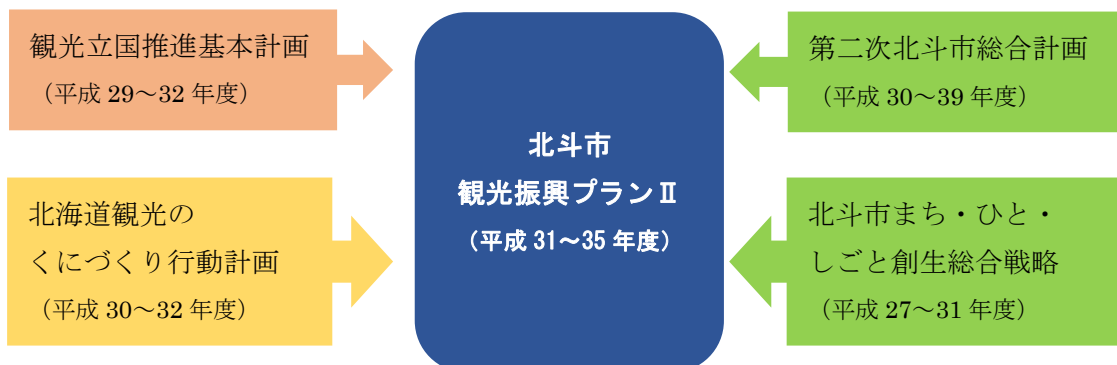 観光立国推進基本計画
（平成 29～32 年度）
北海道観光の
くにづくり行動計画
（平成 30～32 年度）
北斗市
観光振興プランⅡ
（平成 31～35 年度）
第二次北斗市総合計画
（平成 30～39 年度）
北斗市まち・ひと・
しごと創生総合戦略
（平成 27～31 年度）